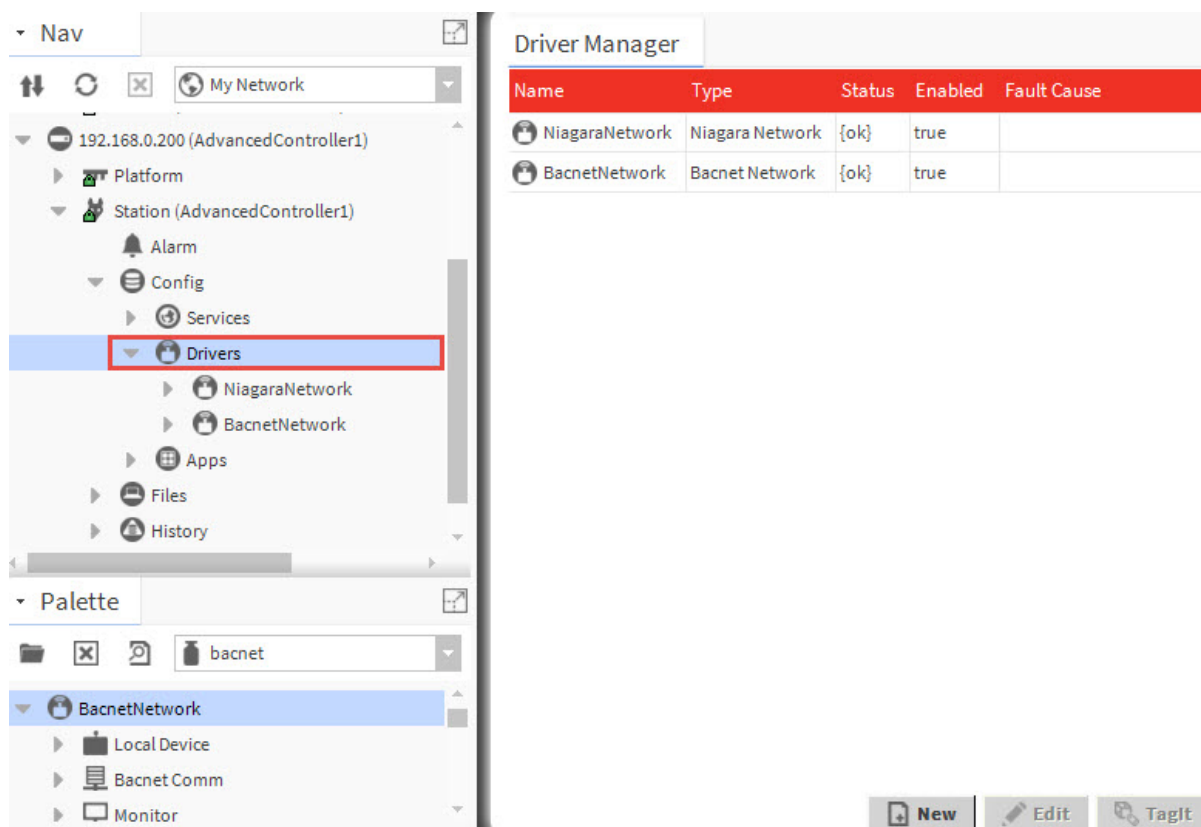 Nav
My Network
192.168.0.200 (AdvancedController1)
Platform
Station (AdvancedController1)
Alarm
Config
Services
Drivers
NiagaraNetwork
BacnetNetwork
Apps
Files
History
Palette
bacnet
BacnetNetwork
Local Device
Bacnet Comm
Monitor
Driver Manager
Name Type Status Enabled Fault Cause
NiagaraNetwork Niagara Network {ok} true
BacnetNetwork Bacnet Network {ok} true
New Edit TagIt